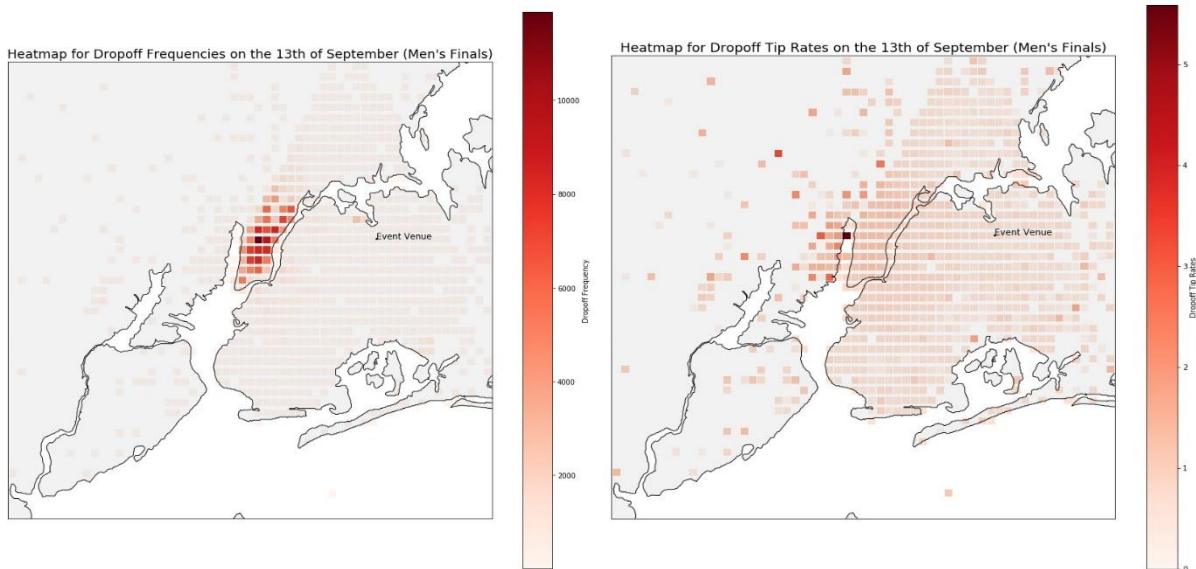 Heatmap for Dropoff Frequencies on the 13th of September (Men's Finals)
Event Venue
10000
8000
6000
4000
2000
Dropoff Frequency
Heatmap for Dropoff Tip Rates on the 13th of September (Men's Finals)
Event Venue
5
4
3
2
1
0
Dropoff Tip Rates